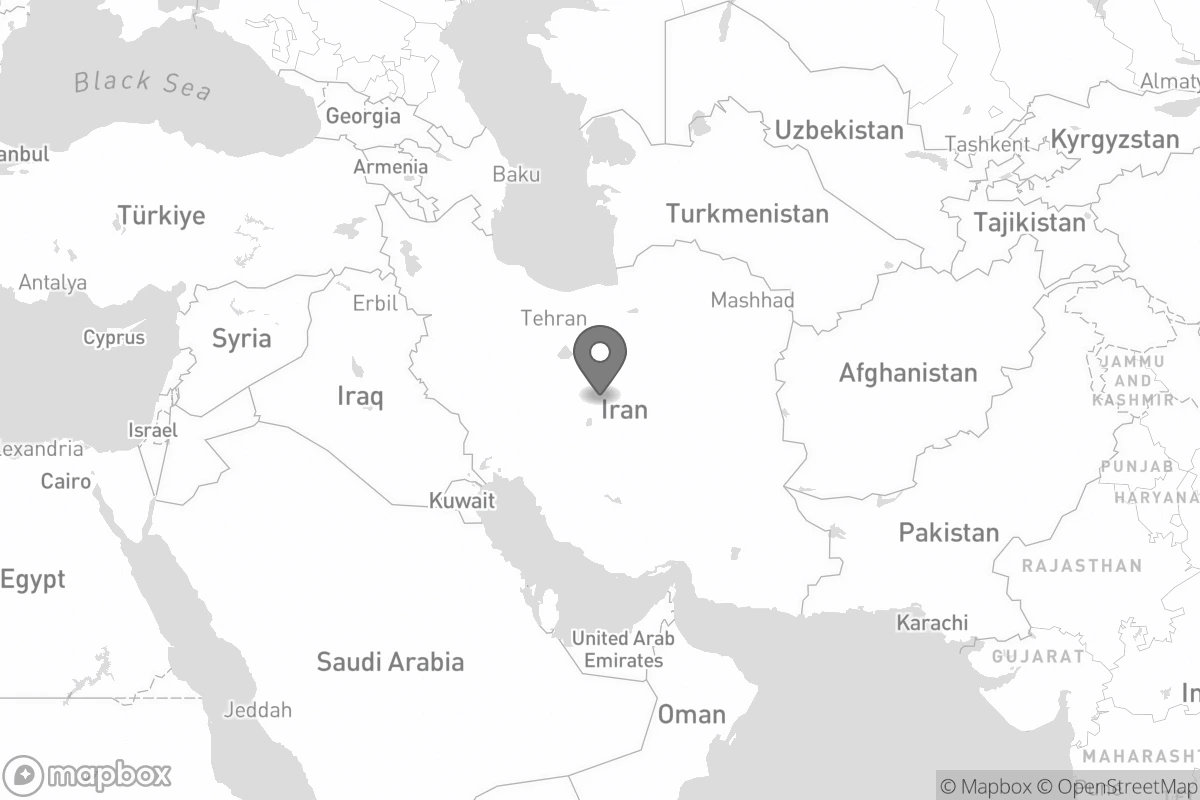 Black Sea
Almaty
Georgia
Uzbekistan
Tashkent
Kyrgyzstan
anbul
Armenia
Baku
Türkiye
Turkmenistan
Tajikistan
Antalya
Erbil
Mashhad
Tehran
Cyprus
Syria
Afghanistan
JAMMU
AND
KASHMIR
Iraq
Iran
Israel
lexandria
Cairo
PUNJAB
Kuwait
HARYANA
Pakistan
Egypt
RAJASTHAN
Karachi
United Arab
Emirates
Saudi Arabia
GUJARAT
In
Jeddah
Oman
MAHARASHT
mapbox
© Mapbox © OpenStreetMap